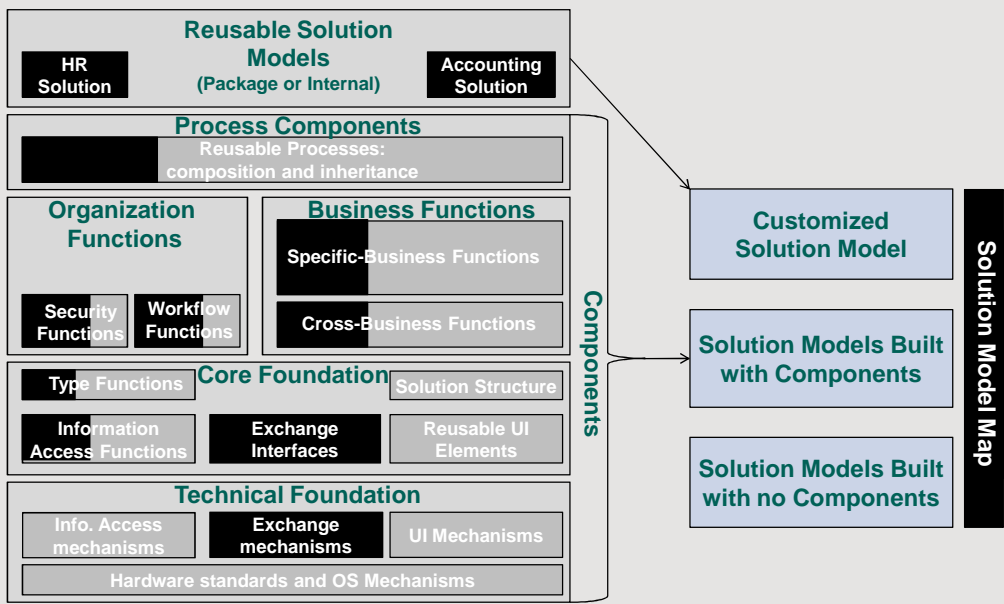 Reusable Solution
Models
(Package or Internal)
HR
Solution
Accounting
Solution
Process Components
Reusable Processes:
composition and inheritance
Organization
Functions
Security
Functions
Workflow
Functions
Business Functions
Specific-Business Functions
Cross-Business Functions
Core Foundation
Type Functions
Solution Structure
Information
Access Functions
Exchange
Interfaces
Reusable UI
Elements
Technical Foundation
Info. Access
mechanisms
Exchange
mechanisms
UI Mechanisms
Hardware standards and OS Mechanisms
Components
Customized
Solution Model
Solution Models Built
with Components
Solution Models Built
with no Components
Solution Model Map